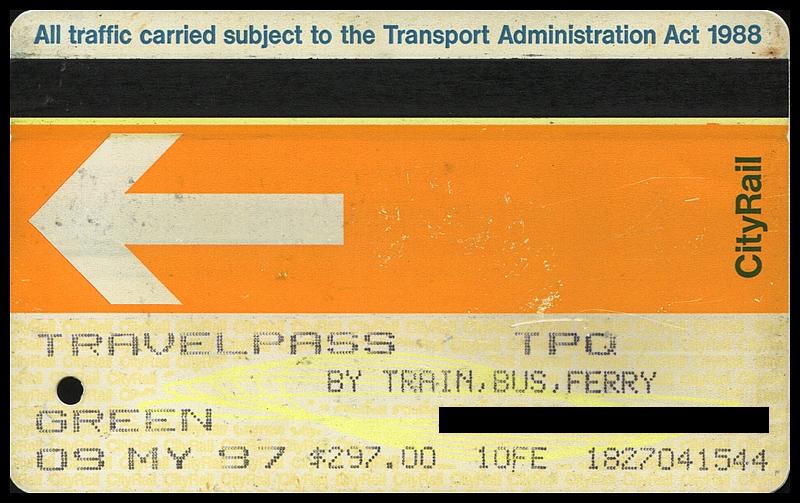 All traffic carried subject to the Transport Administration Act 1988
CityRail
TRAVELPASS TPQ
BY TRAIN,BUS,FERRY
GREEN
09 MY 97 $297.00 10FE 1827041544